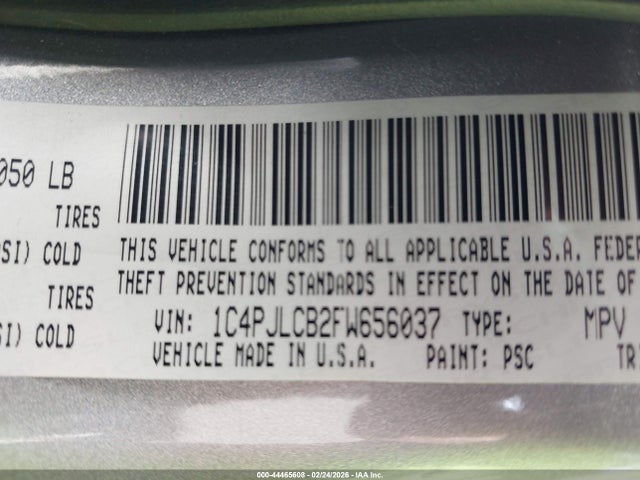 050 LB
TIRES
SI) COLD
TIRES
SI) COLD
THIS VEHICLE CONFORMS TO ALL APPLICABLE U.S.A. FEDER
THEFT PREVENTION STANDARDS IN EFFECT ON THE DATE OF
VIN: 1C4PJLCB2FW656037 TYPE: MPV
VEHICLE MADE IN U.S.A. PAINT: PSC TRI
000-44465608 - 02/24/2026 - IAA Inc.